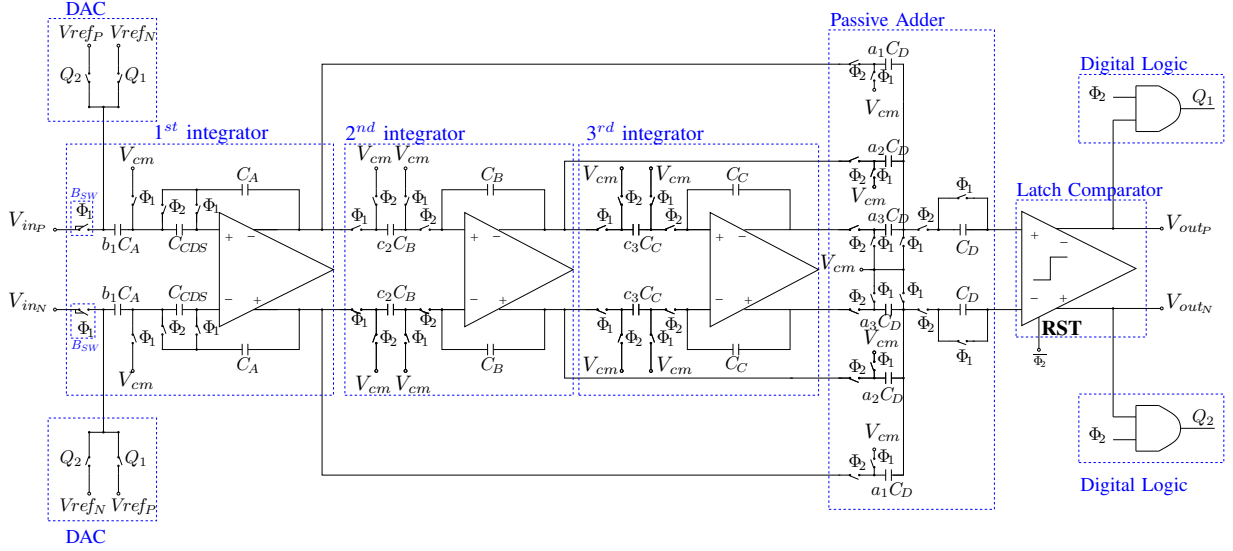 DAC
Vref_P Vref_N
Q_2 Q_1
Passive Adder
a_1C_D
Φ_2 Φ_1
V_cm
Digital Logic
Φ_2 Q_1
1^st integrator
2^nd integrator
3^rd integrator
V_cm
V_cm V_cm
V_cm V_cm
a_2C_D
Φ_2 Φ_1
V_cm
B_SW
Φ_1
Φ_1
Φ_2 Φ_1
C_A
Φ_2 Φ_1
C_B
Φ_2 Φ_1
C_C
Φ_1
Latch Comparator
V_in_P
b_1C_A
C_CDS
+ −
Φ_1
c_2C_B
Φ_2
+ −
Φ_1
c_3C_C
Φ_2
+ −
a_3C_D
Φ_2 Φ_1 Φ_1
Φ_2
C_D
+ −
V_out_P
V_cm
V_in_N
b_1C_A
C_CDS
− +
c_2C_B
− +
c_3C_C
− +
Φ_2 Φ_1 Φ_1
C_D
− +
V_out_N
Φ_1
B_SW
Φ_1
Φ_2 Φ_1
C_A
Φ_1
Φ_2 Φ_1
Φ_2
C_B
Φ_1
Φ_2 Φ_1
Φ_2
C_C
a_3C_D
Φ_2
Φ_1
RST
Φ_2
V_cm
V_cm V_cm
V_cm
V_cm
Φ_2 Φ_1
a_2C_D
DAC
Q_2 Q_1
Vref_N Vref_P
V_cm
Φ_2 Φ_1
a_1C_D
Φ_2 Q_2
Digital Logic